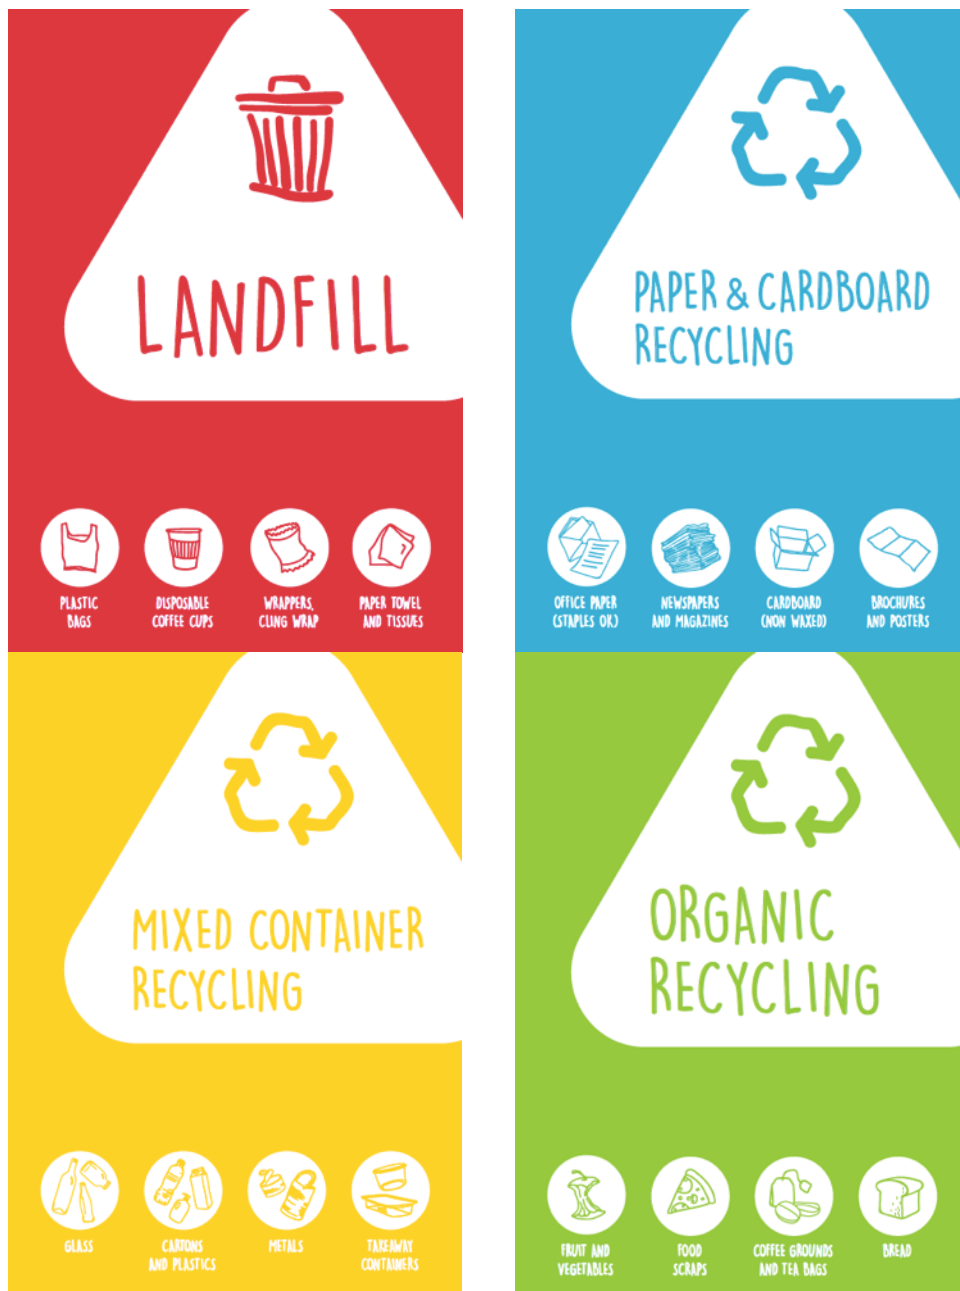 LANDFILL
PLASTIC
BAGS
DISPOSABLE
COFFEE CUPS
WRAPPERS,
CLING WRAP
PAPER TOWEL
AND TISSUES
PAPER & CARDBOARD
RECYCLING
OFFICE PAPER
(STAPLES OK)
NEWSPAPERS
AND MAGAZINES
CARDBOARD
(NON WAXED)
BROCHURES
AND POSTERS
MIXED CONTAINER
RECYCLING
GLASS
CARTONS
AND PLASTICS
METALS
TAKEAWAY
CONTAINERS
ORGANIC
RECYCLING
FRUIT AND
VEGETABLES
FOOD
SCRAPS
COFFEE GROUNDS
AND TEA BAGS
BREAD